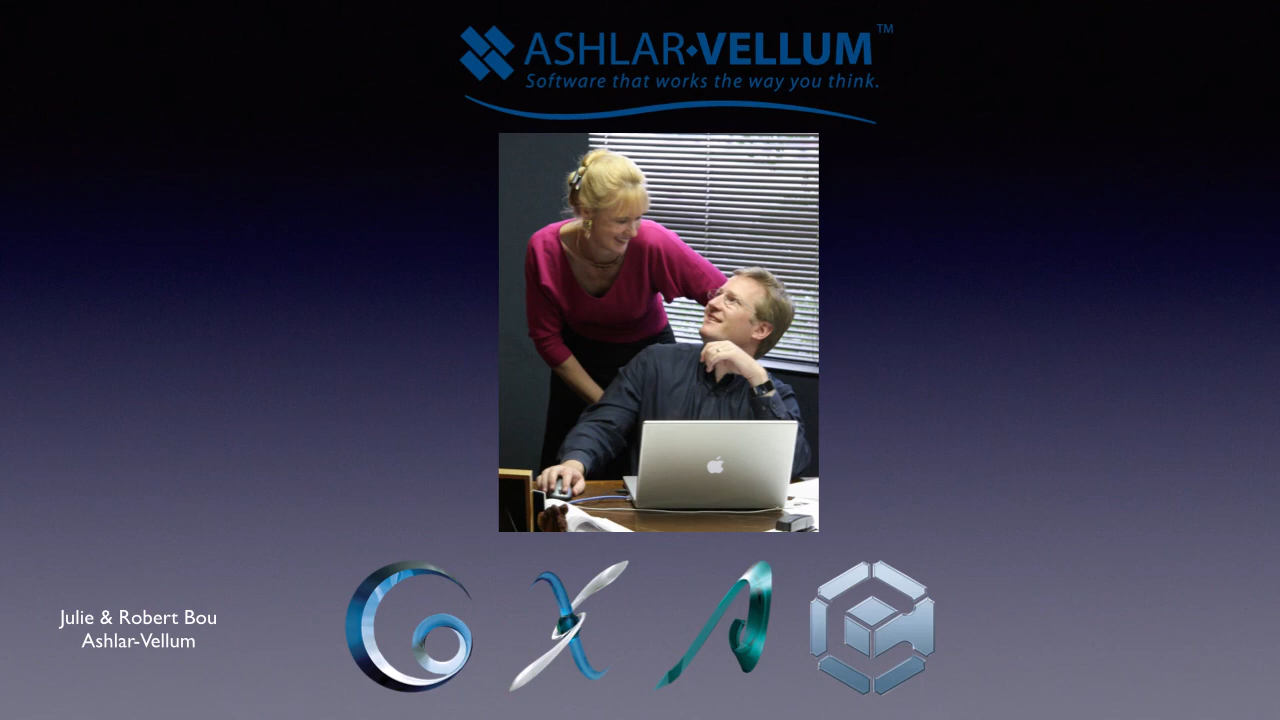 ASHLAR·VELLUM™
Software that works the way you think.
Julie & Robert Bou
Ashlar-Vellum